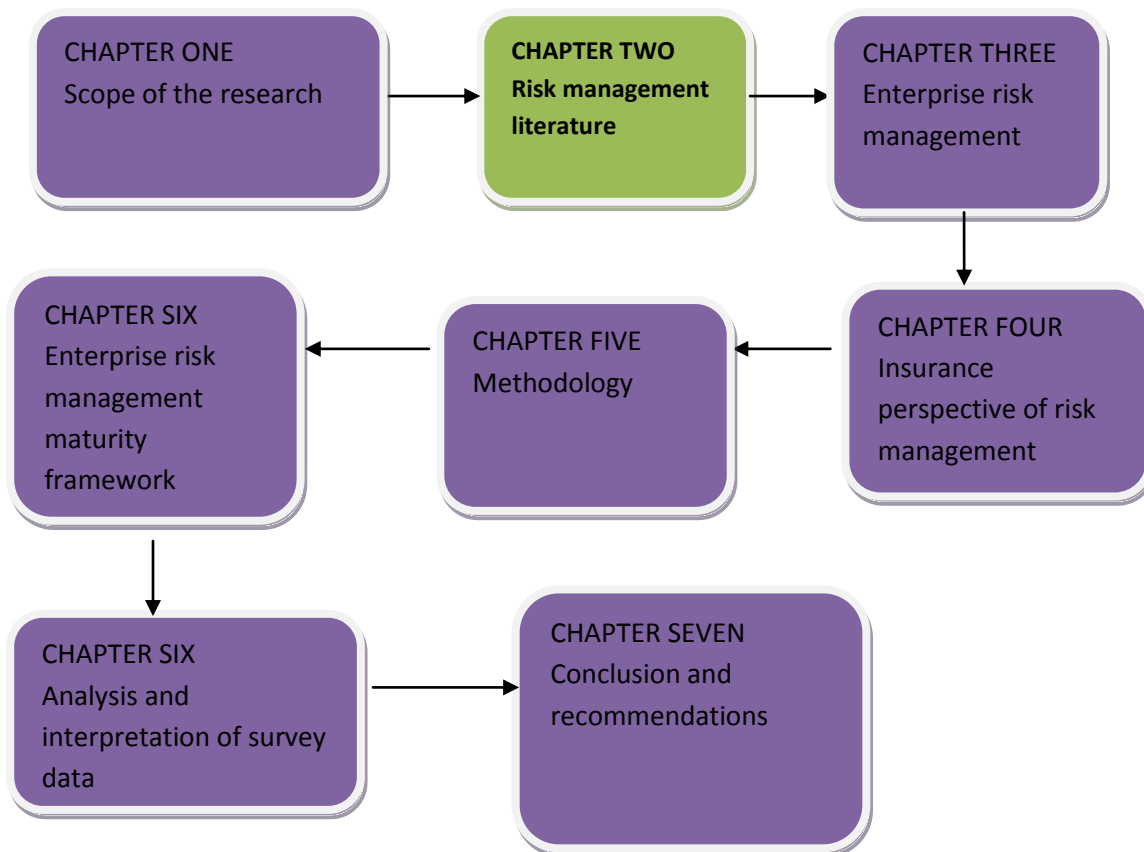 CHAPTER ONE
Scope of the research
CHAPTER TWO
Risk management
literature
CHAPTER THREE
Enterprise risk
management
CHAPTER FOUR
Insurance
perspective of risk
management
CHAPTER FIVE
Methodology
CHAPTER SIX
Enterprise risk
management
maturity
framework
CHAPTER SIX
Analysis and
interpretation of survey
data
CHAPTER SEVEN
Conclusion and
recommendations